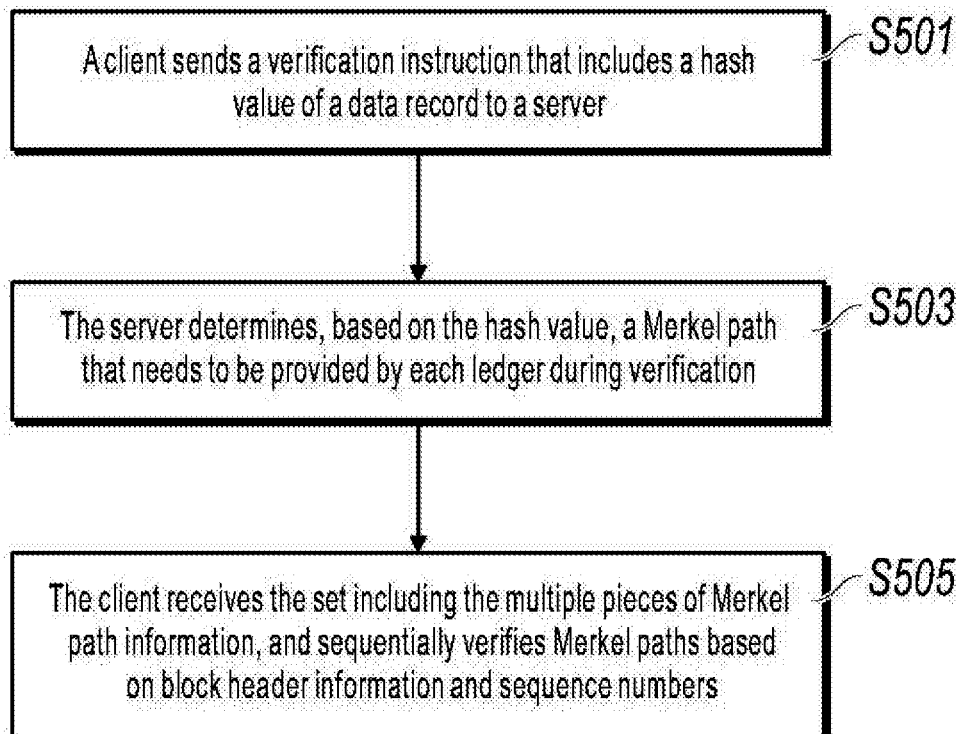 A client sends a verification instruction that includes a hash
value of a data record to a server
S501
The server determines, based on the hash value, a Merkel path
that needs to be provided by each ledger during verification
S503
The client receives the set including the multiple pieces of Merkel
path information, and sequentially verifies Merkel paths based
on block header information and sequence numbers
S505